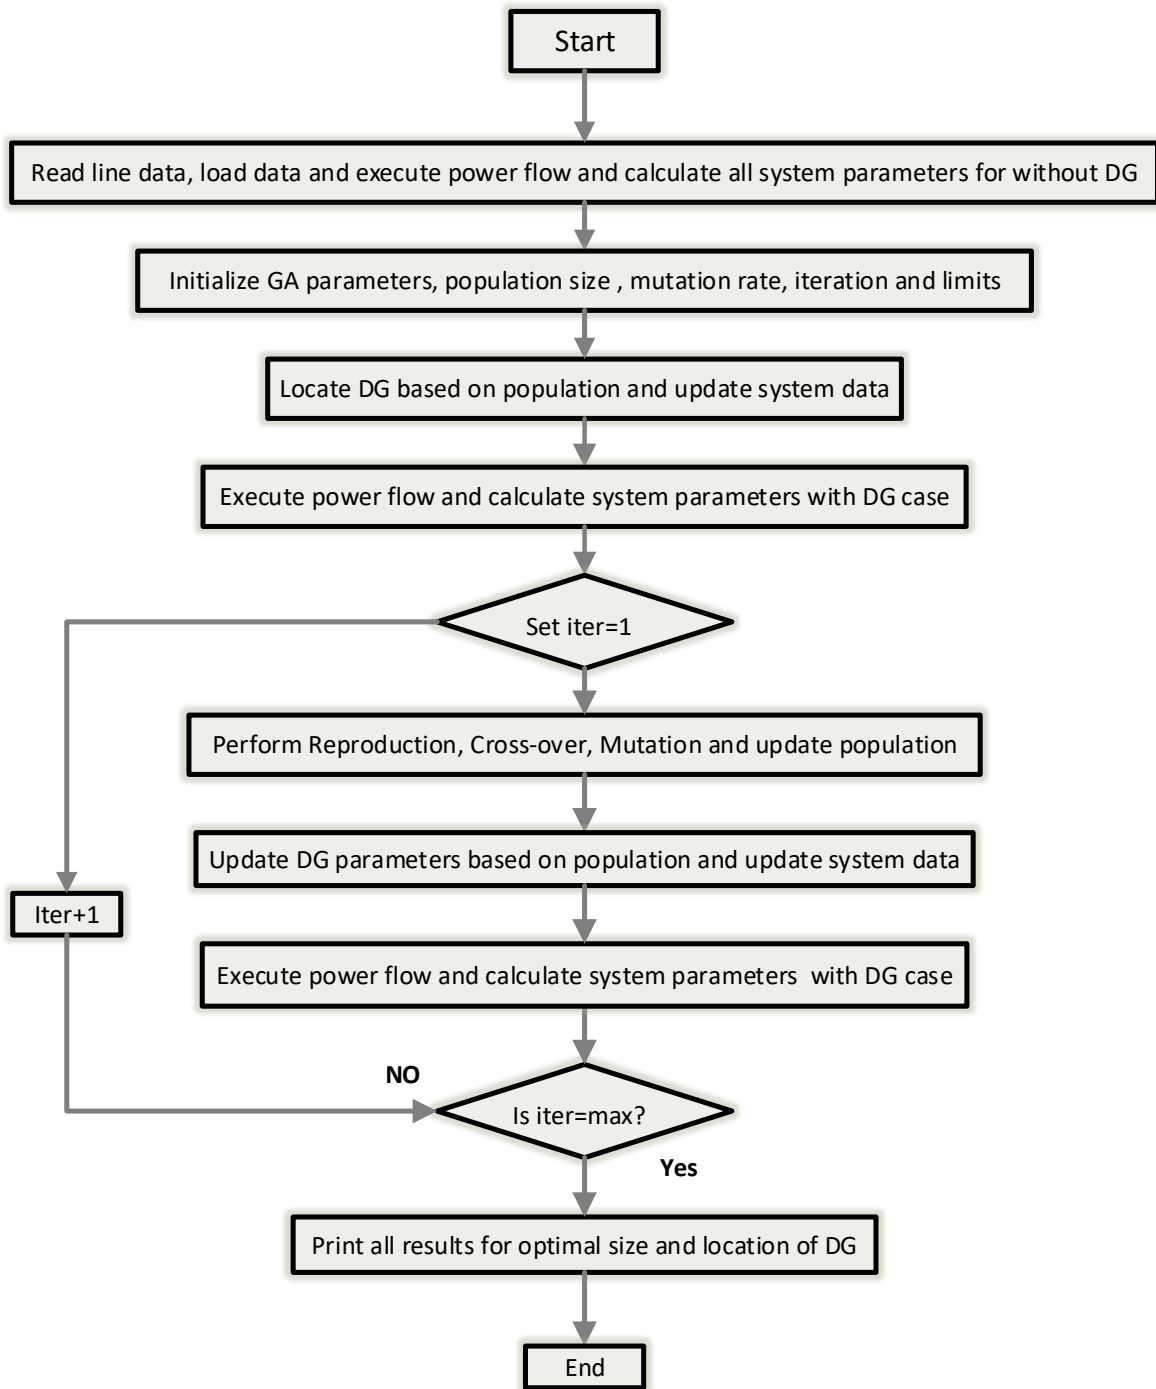 Start
Read line data, load data and execute power flow and calculate all system parameters for without DG
Initialize GA parameters, population size , mutation rate, iteration and limits
Locate DG based on population and update system data
Execute power flow and calculate system parameters with DG case
Set iter=1
Perform Reproduction, Cross-over, Mutation and update population
Update DG parameters based on population and update system data
Iter+1
Execute power flow and calculate system parameters  with DG case
NO
Is iter=max?
Yes
Print all results for optimal size and location of DG
End